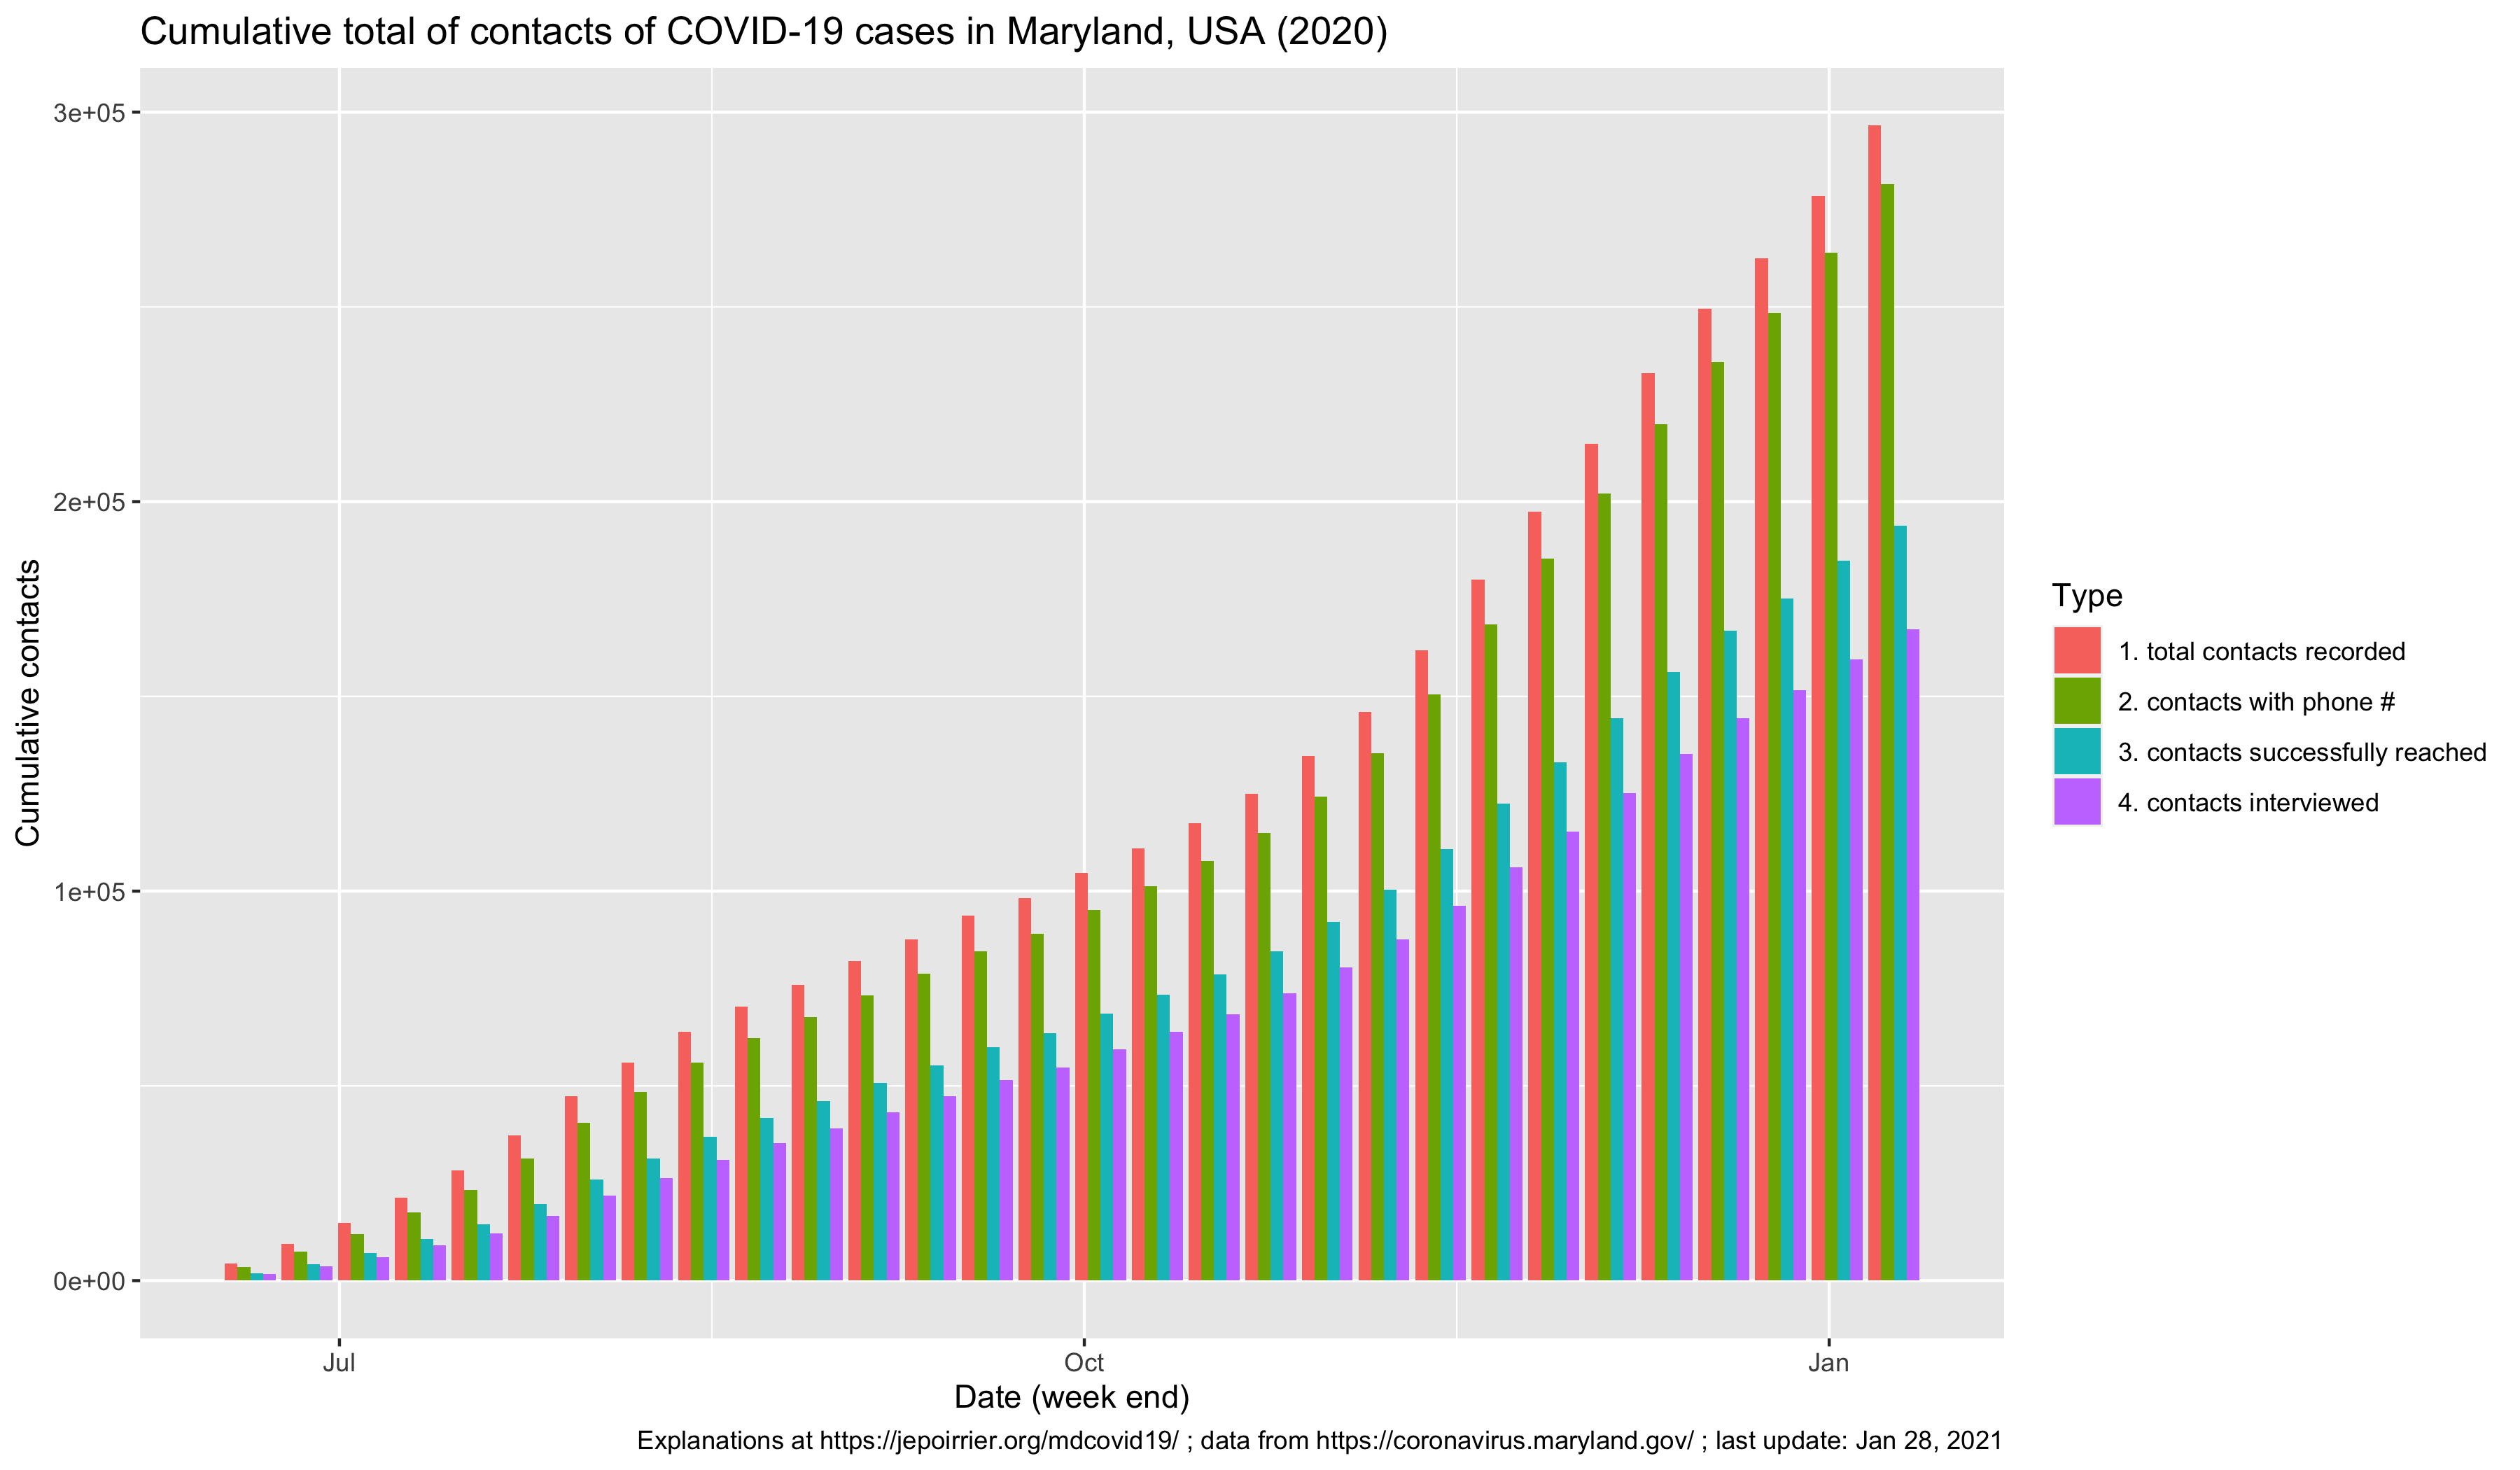 Cumulative total of contacts of COVID-19 cases in Maryland, USA (2020)
Cumulative contacts
3e+05
2e+05
1e+05
0e+00
Jul
Oct
Jan
Date (week end)
Type
1. total contacts recorded
2. contacts with phone #
3. contacts successfully reached
4. contacts interviewed
Explanations at https://jepoirrier.org/mdcovid19/ ; data from https://coronavirus.maryland.gov/ ; last update: Jan 28, 2021